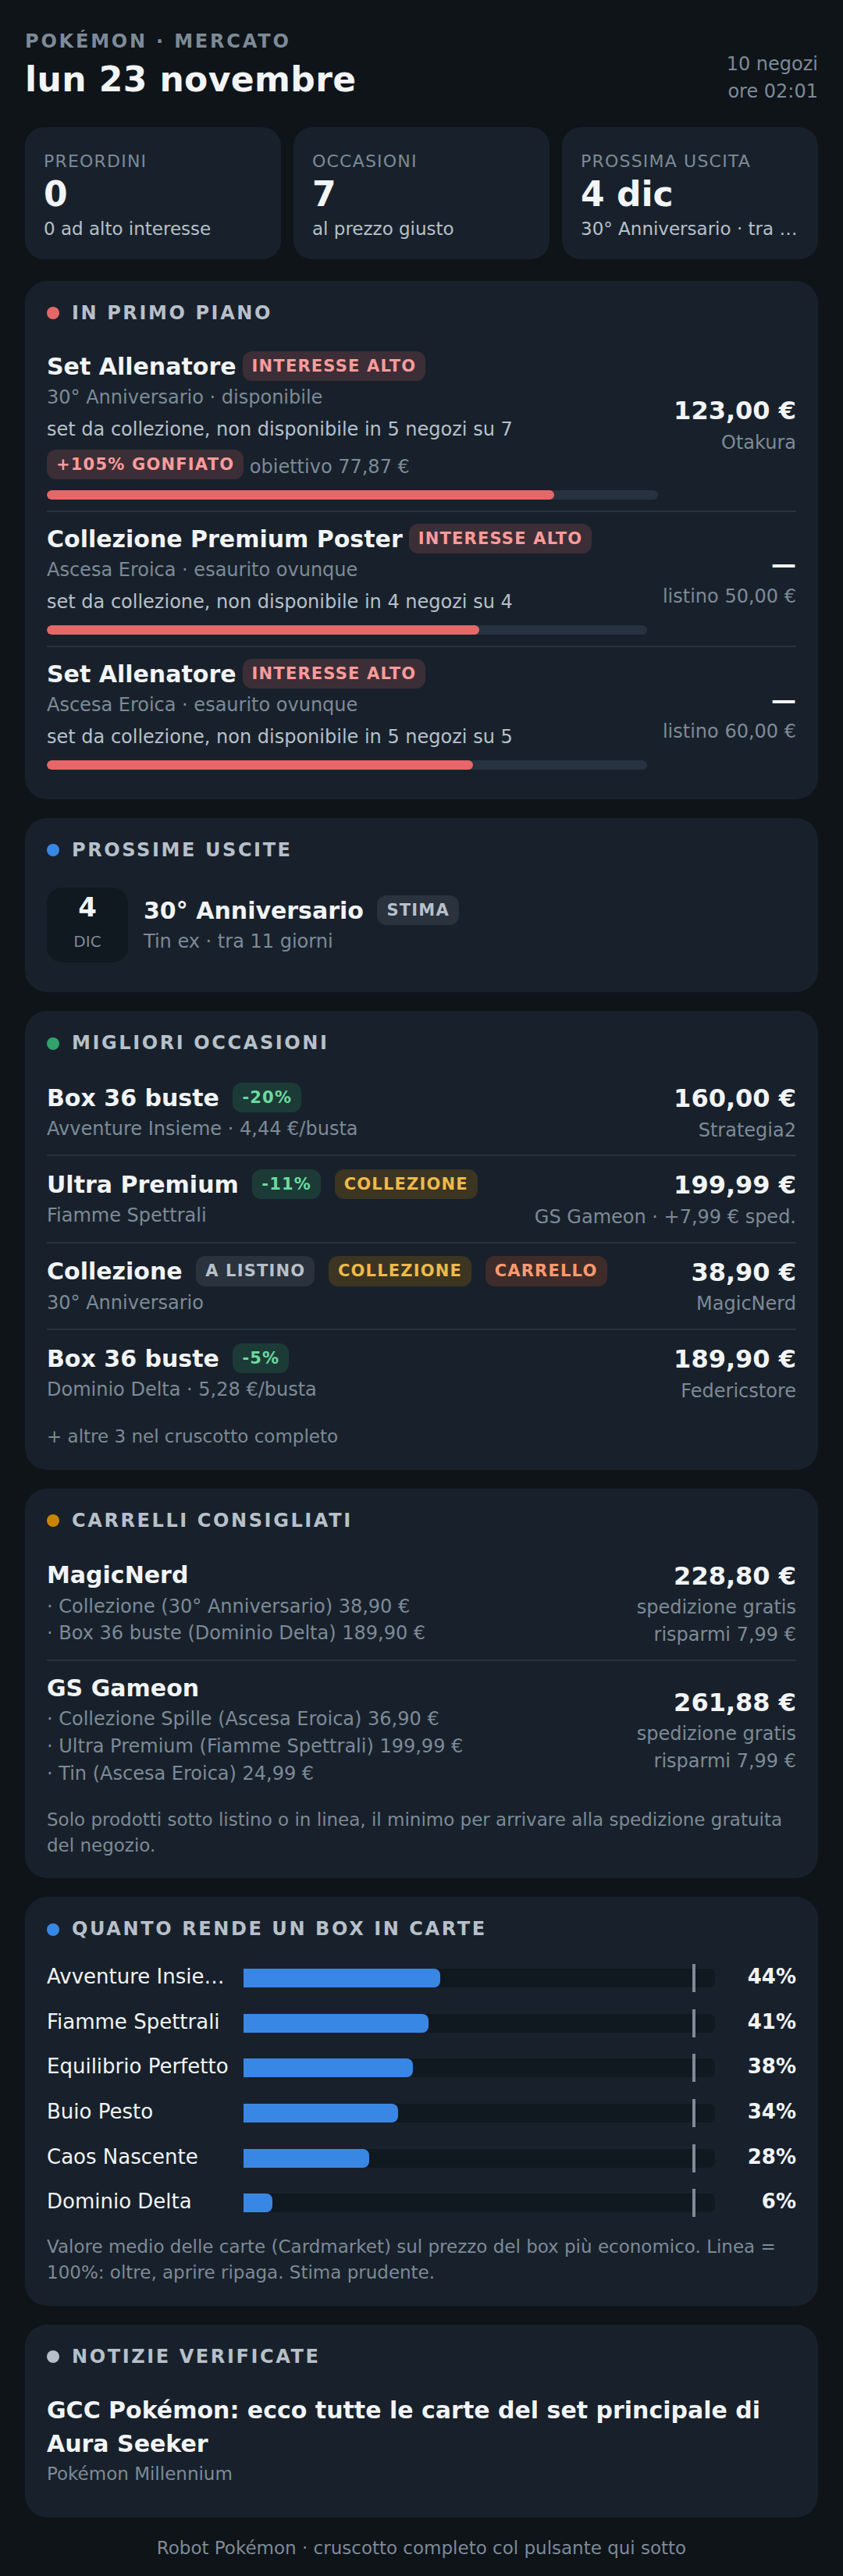 POKÉMON · MERCATO
lun 23 novembre
10 negozi
ore 02:01
PREORDINI
0
0 ad alto interesse
OCCASIONI
7
al prezzo giusto
PROSSIMA USCITA
4 dic
30° Anniversario · tra …
IN PRIMO PIANO
Set Allenatore INTERESSE ALTO
30° Anniversario · disponibile
set da collezione, non disponibile in 5 negozi su 7
+105% GONFIATO obiettivo 77,87 €
123,00 €
Otakura
Collezione Premium Poster INTERESSE ALTO
Ascesa Eroica · esaurito ovunque
set da collezione, non disponibile in 4 negozi su 4
—
listino 50,00 €
Set Allenatore INTERESSE ALTO
Ascesa Eroica · esaurito ovunque
set da collezione, non disponibile in 5 negozi su 5
—
listino 60,00 €
PROSSIME USCITE
4
DIC
30° Anniversario STIMA
Tin ex · tra 11 giorni
MIGLIORI OCCASIONI
Box 36 buste -20%
Avventure Insieme · 4,44 €/busta
160,00 €
Strategia2
Ultra Premium -11% COLLEZIONE
Fiamme Spettrali
199,99 €
GS Gameon · +7,99 € sped.
Collezione A LISTINO COLLEZIONE CARRELLO
30° Anniversario
38,90 €
MagicNerd
Box 36 buste -5%
Dominio Delta · 5,28 €/busta
189,90 €
Federicstore
+ altre 3 nel cruscotto completo
CARRELLI CONSIGLIATI
MagicNerd
· Collezione (30° Anniversario) 38,90 €
· Box 36 buste (Dominio Delta) 189,90 €
228,80 €
spedizione gratis
risparmi 7,99 €
GS Gameon
· Collezione Spille (Ascesa Eroica) 36,90 €
· Ultra Premium (Fiamme Spettrali) 199,99 €
· Tin (Ascesa Eroica) 24,99 €
261,88 €
spedizione gratis
risparmi 7,99 €
Solo prodotti sotto listino o in linea, il minimo per arrivare alla spedizione gratuita
del negozio.
QUANTO RENDE UN BOX IN CARTE
Avventure Insie… 44%
Fiamme Spettrali 41%
Equilibrio Perfetto 38%
Buio Pesto 34%
Caos Nascente 28%
Dominio Delta 6%
Valore medio delle carte (Cardmarket) sul prezzo del box più economico. Linea =
100%: oltre, aprire ripaga. Stima prudente.
NOTIZIE VERIFICATE
GCC Pokémon: ecco tutte le carte del set principale di
Aura Seeker
Pokémon Millennium
Robot Pokémon · cruscotto completo col pulsante qui sotto